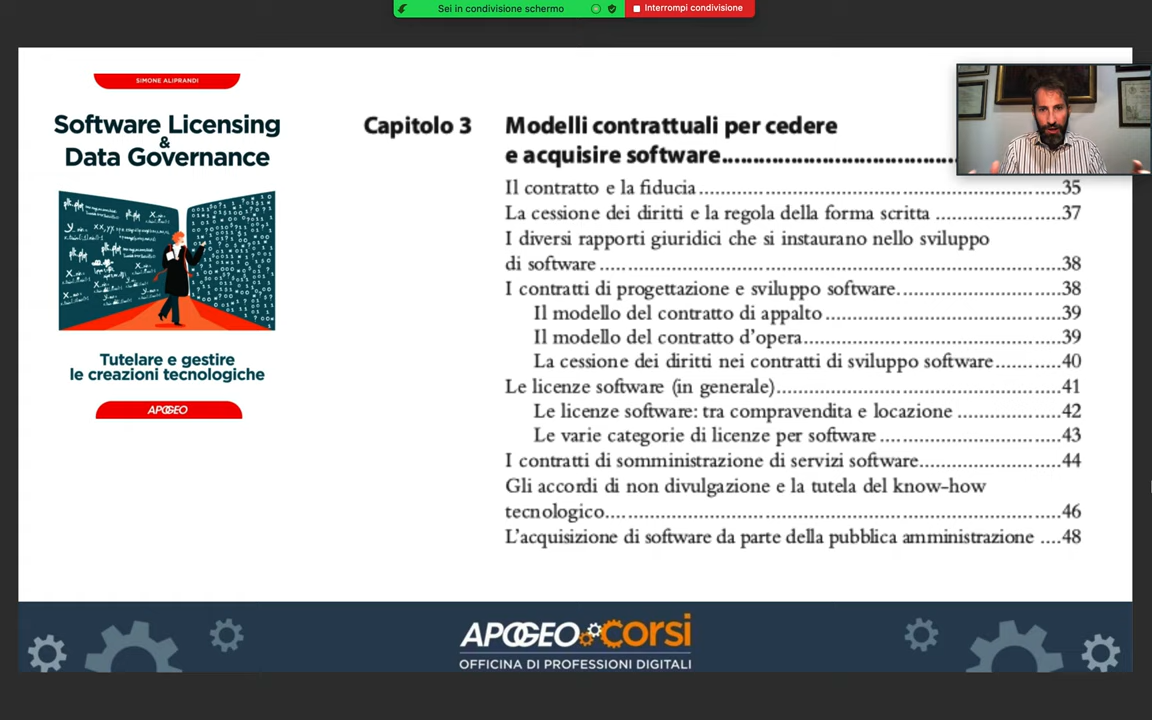 Sei in condivisione schermo
Interrompi condivisione
SIMONE ALIPRANDI
Software Licensing
&
Data Governance
Tutelare e gestire
le creazioni tecnologiche
APOGEO
Capitolo 3
Modelli contrattuali per cedere
e acquisire software....................................
Il contratto e la fiducia ....................................35
La cessione dei diritti e la regola della forma scritta ....................37
I diversi rapporti giuridici che si instaurano nello sviluppo
di software ....................................38
I contratti di progettazione e sviluppo software..........................38
Il modello del contratto di appalto ....................................39
Il modello del contratto d'opera....................................39
La cessione dei diritti nei contratti di sviluppo software...........40
Le licenze software (in generale)....................................41
Le licenze software: tra compravendita e locazione ..................42
Le varie categorie di licenze per software ..............................43
I contratti di somministrazione di servizi software.......................44
Gli accordi di non divulgazione e la tutela del know-how
tecnologico....................................46
L'acquisizione di software da parte della pubblica amministrazione ....48
APOGEO CORSI
OFFICINA DI PROFESSIONI DIGITALI